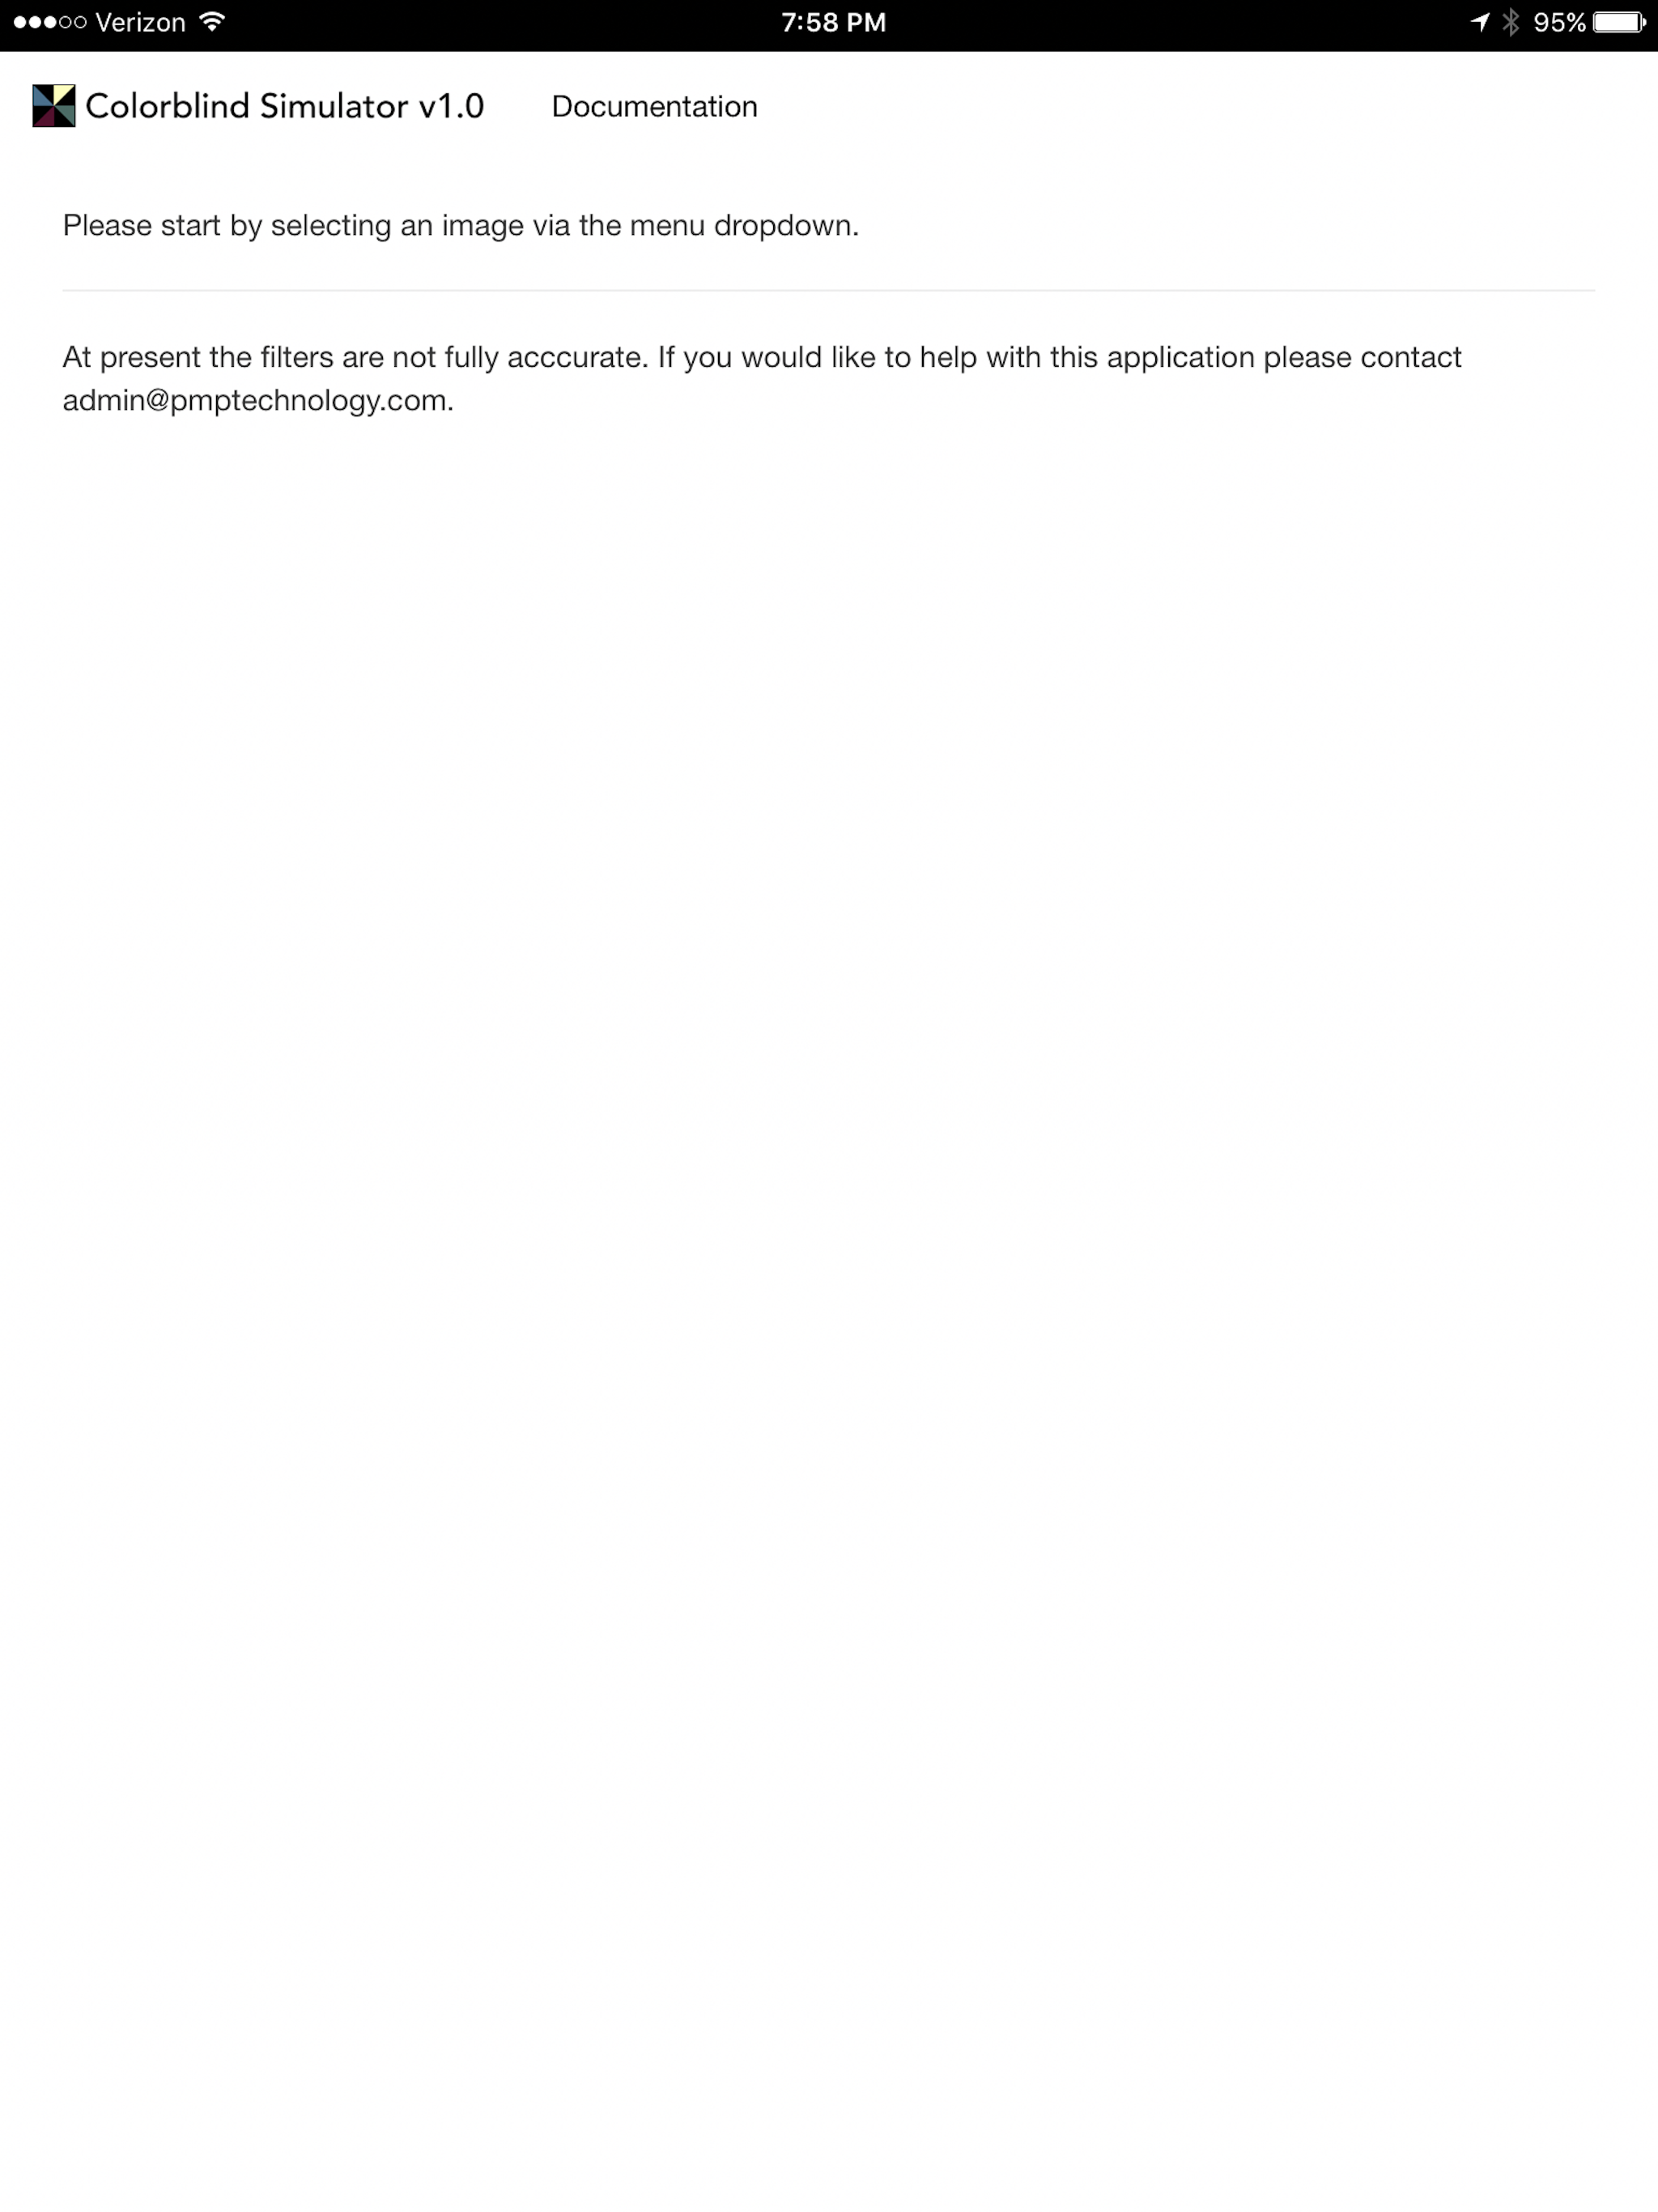 Verizon 7:58 PM 95%
Colorblind Simulator v1.0 Documentation
Please start by selecting an image via the menu dropdown.
At present the filters are not fully acccurate. If you would like to help with this application please contact
admin@pmptechnology.com.